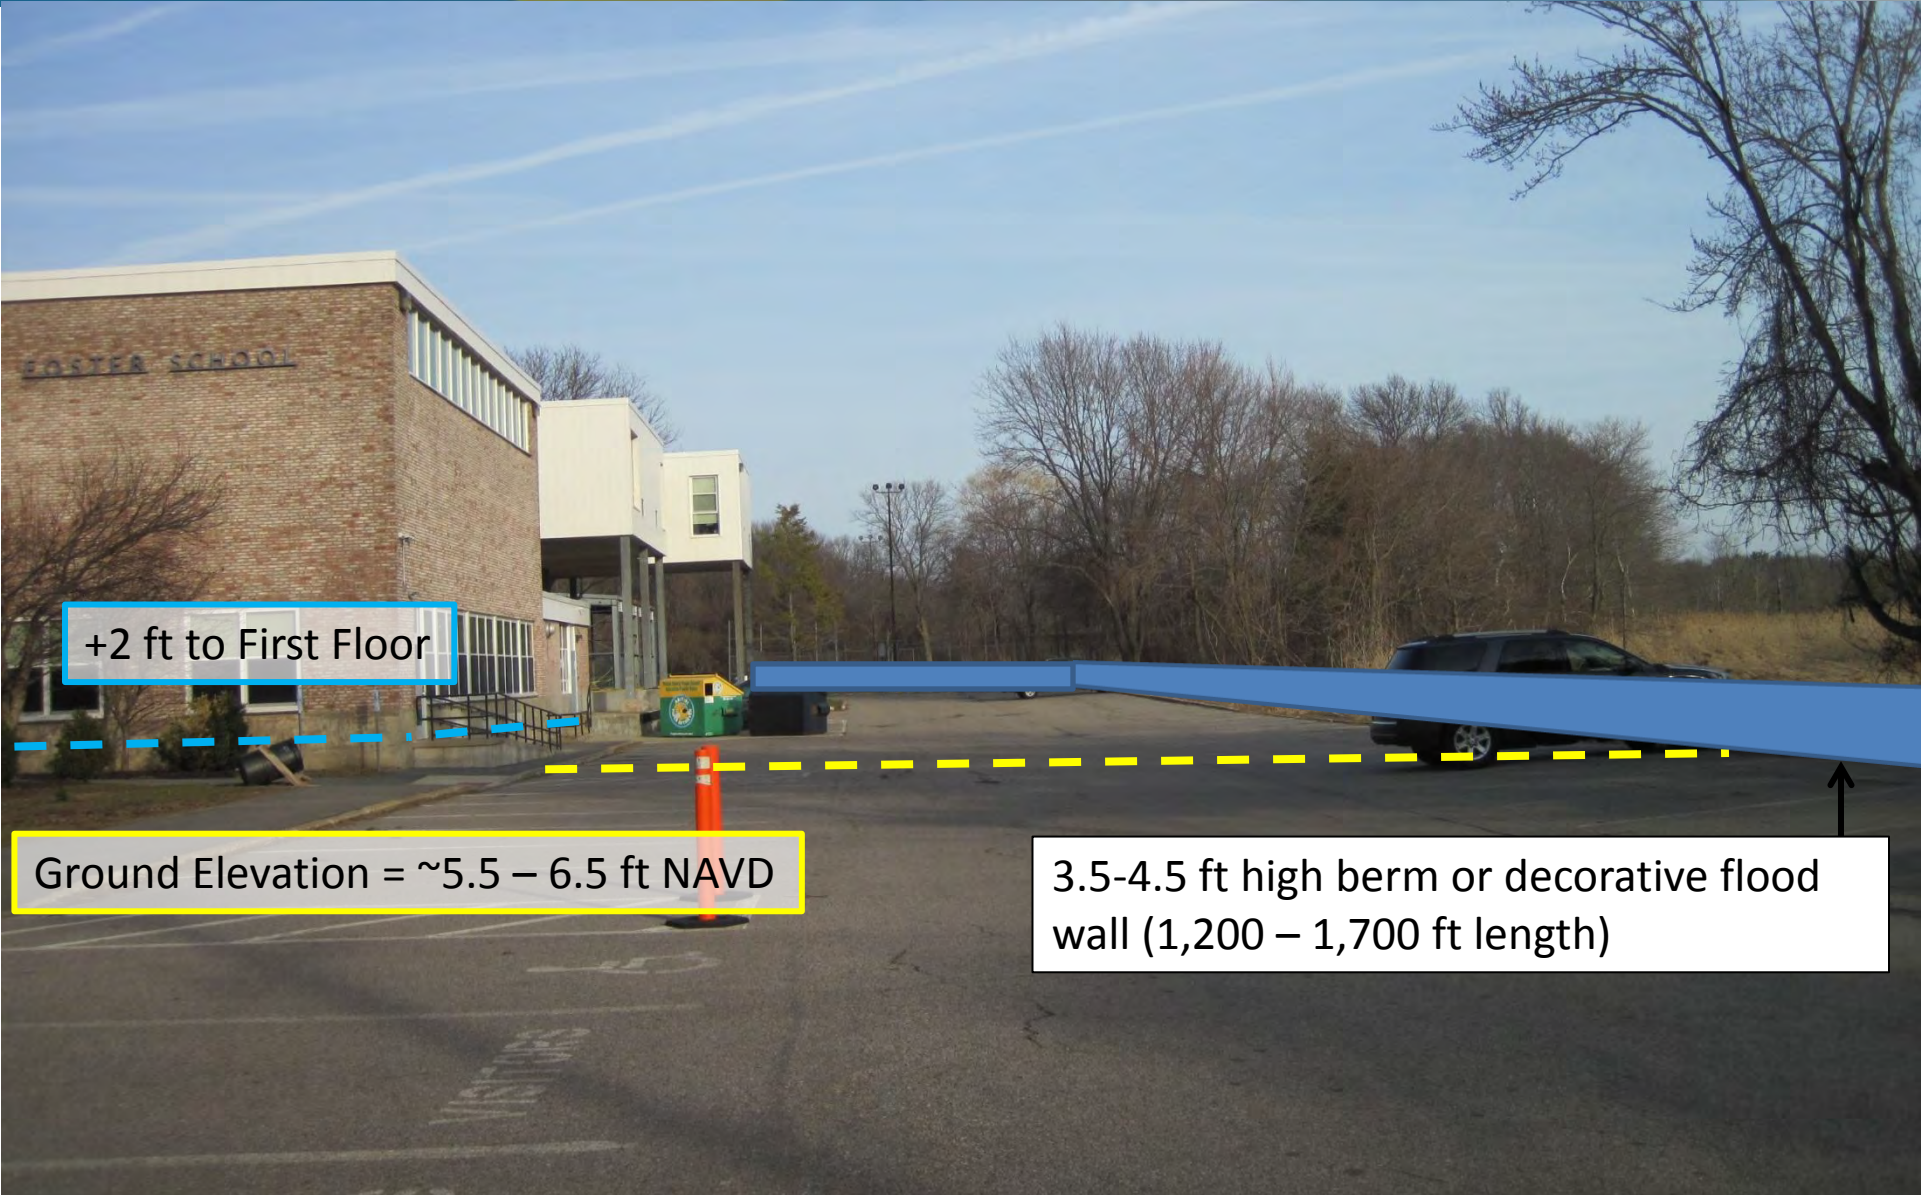 FOSTER SCHOOL
+2 ft to First Floor
Ground Elevation = ~5.5 – 6.5 ft NAVD
3.5-4.5 ft high berm or decorative flood
wall (1,200 – 1,700 ft length)
VISITORS